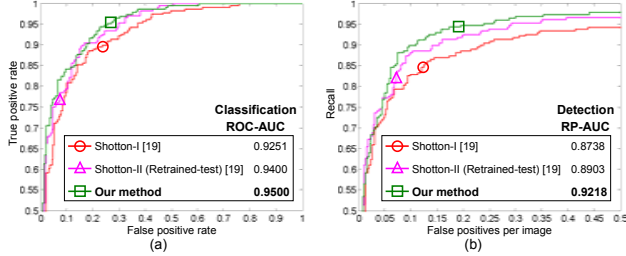 1
0.95
0.9
0.85
0.8
0.75
0.7
0.65
0.6
0.55
0.5
True positive rate
Classification
ROC-AUC
Shotton-I [19] 0.9251
Shotton-II (Retrained-test) [19] 0.9400
Our method 0.9500
0 0.1 0.2 0.3 0.4 0.5 0.6 0.7 0.8 0.9 1
False positive rate
(a)
1
0.95
0.9
0.85
0.8
0.75
0.7
0.65
0.6
0.55
0.5
Recall
Detection
RP-AUC
Shotton-I [19] 0.8738
Shotton-II (Retrained-test) [19] 0.8903
Our method 0.9218
0 0.05 0.1 0.15 0.2 0.25 0.3 0.35 0.4 0.45 0.5
False positives per image
(b)